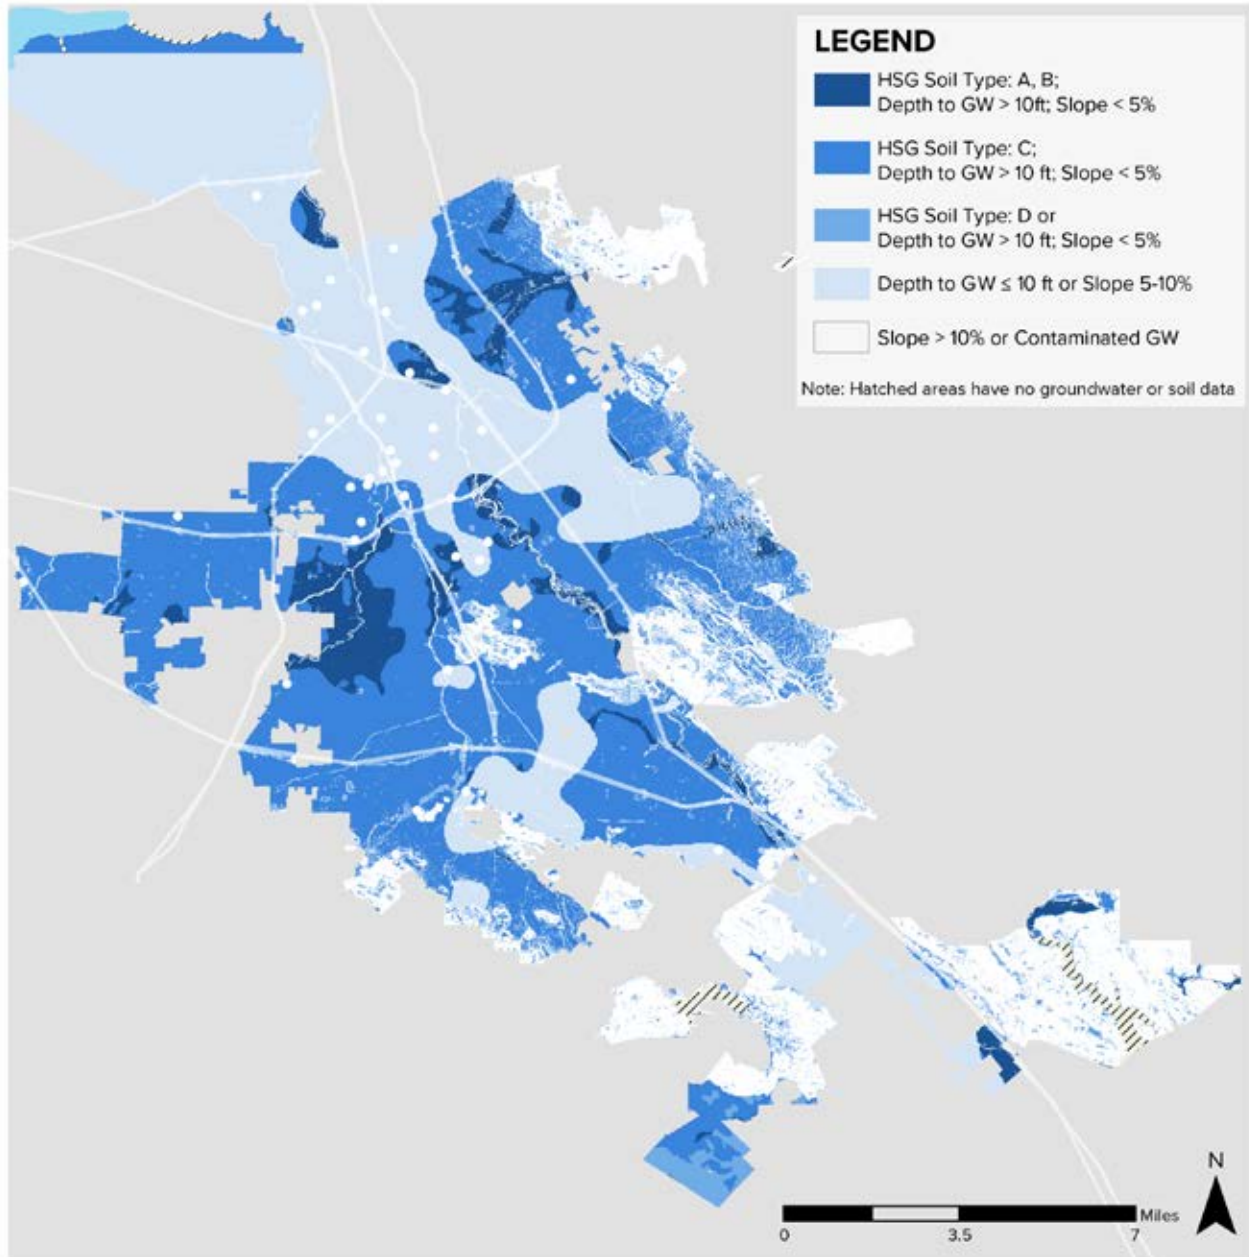 LEGEND
HSG Soil Type: A, B;
Depth to GW > 10ft; Slope < 5%
HSG Soil Type: C;
Depth to GW > 10 ft; Slope < 5%
HSG Soil Type: D or
Depth to GW > 10 ft; Slope < 5%
Depth to GW ≤ 10 ft or Slope 5-10%
Slope > 10% or Contaminated GW
Note: Hatched areas have no groundwater or soil data
N
Miles
0 3.5 7